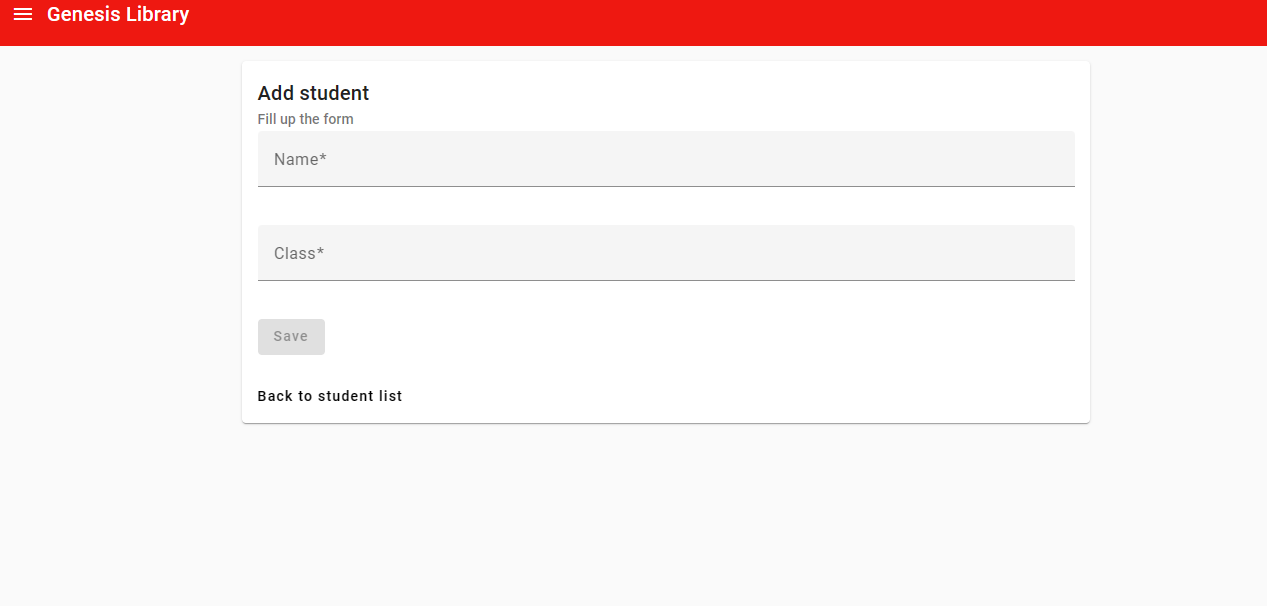 Genesis Library
Add student
Fill up the form
Name*
Class*
Save
Back to student list